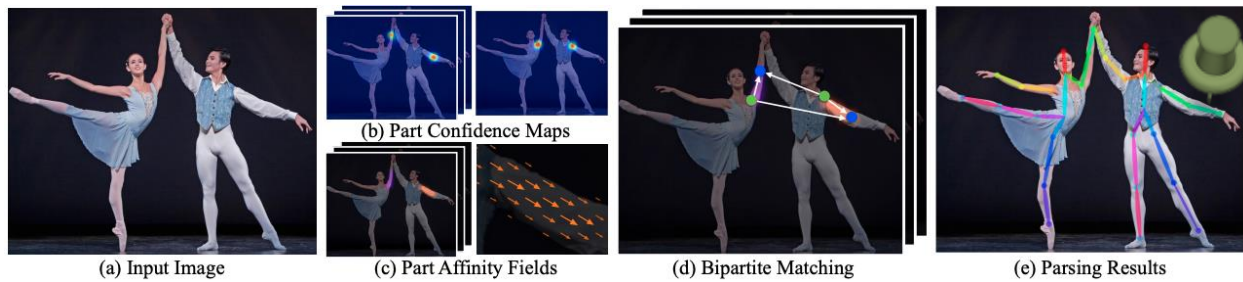 (a) Input Image
(b) Part Confidence Maps
(c) Part Affinity Fields
(d) Bipartite Matching
(e) Parsing Results